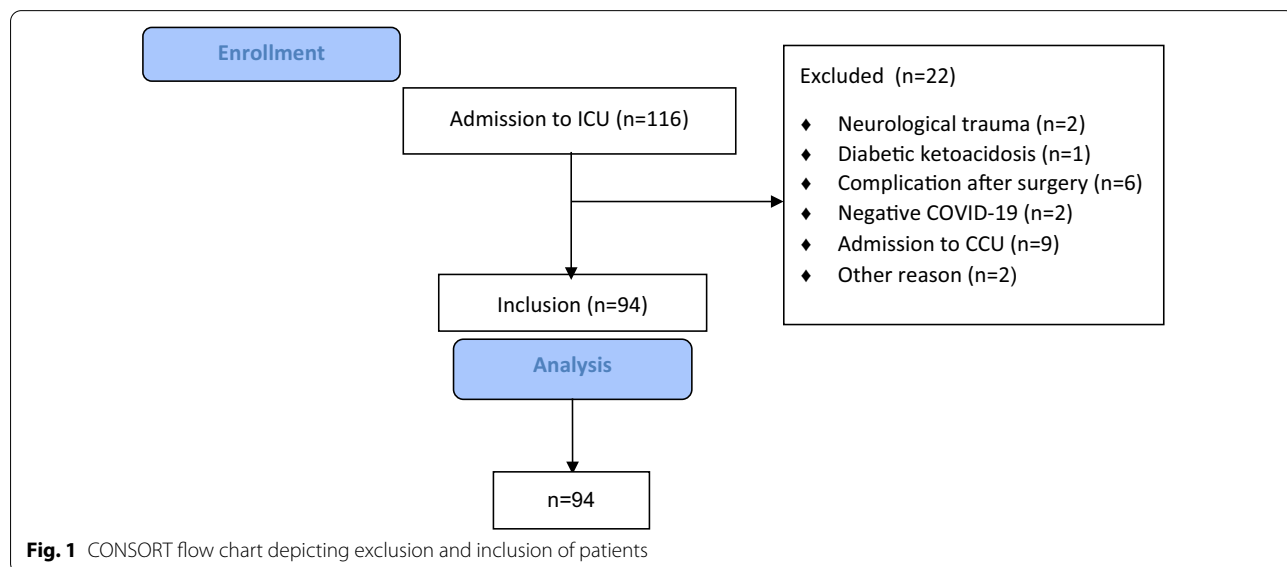 Enrollment
Admission to ICU (n=116)
Excluded (n=22)
♦ Neurological trauma (n=2)
♦ Diabetic ketoacidosis (n=1)
♦ Complication after surgery (n=6)
♦ Negative COVID-19 (n=2)
♦ Admission to CCU (n=9)
♦ Other reason (n=2)
Inclusion (n=94)
Analysis
n=94
Fig. 1 CONSORT flow chart depicting exclusion and inclusion of patients